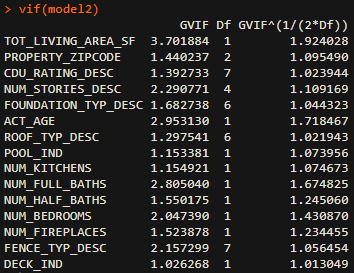 > vif(model2)
GVIF Df GVIF^(1/(2*Df))
TOT_LIVING_AREA_SF 3.701884 1 1.924028
PROPERTY_ZIPCODE 1.440237 2 1.095490
CDU_RATING_DESC 1.392733 7 1.023944
NUM_STORIES_DESC 2.290771 4 1.109169
FOUNDATION_TYP_DESC 1.682738 6 1.044323
ACT_AGE 2.953130 1 1.718467
ROOF_TYP_DESC 1.297541 6 1.021943
POOL_IND 1.153381 1 1.073956
NUM_KITCHENS 1.154921 1 1.074673
NUM_FULL_BATHS 2.805040 1 1.674825
NUM_HALF_BATHS 1.550175 1 1.245060
NUM_BEDROOMS 2.047390 1 1.430870
NUM_FIREPLACES 1.523878 1 1.234455
FENCE_TYP_DESC 2.157299 7 1.056454
DECK_IND 1.026268 1 1.013049